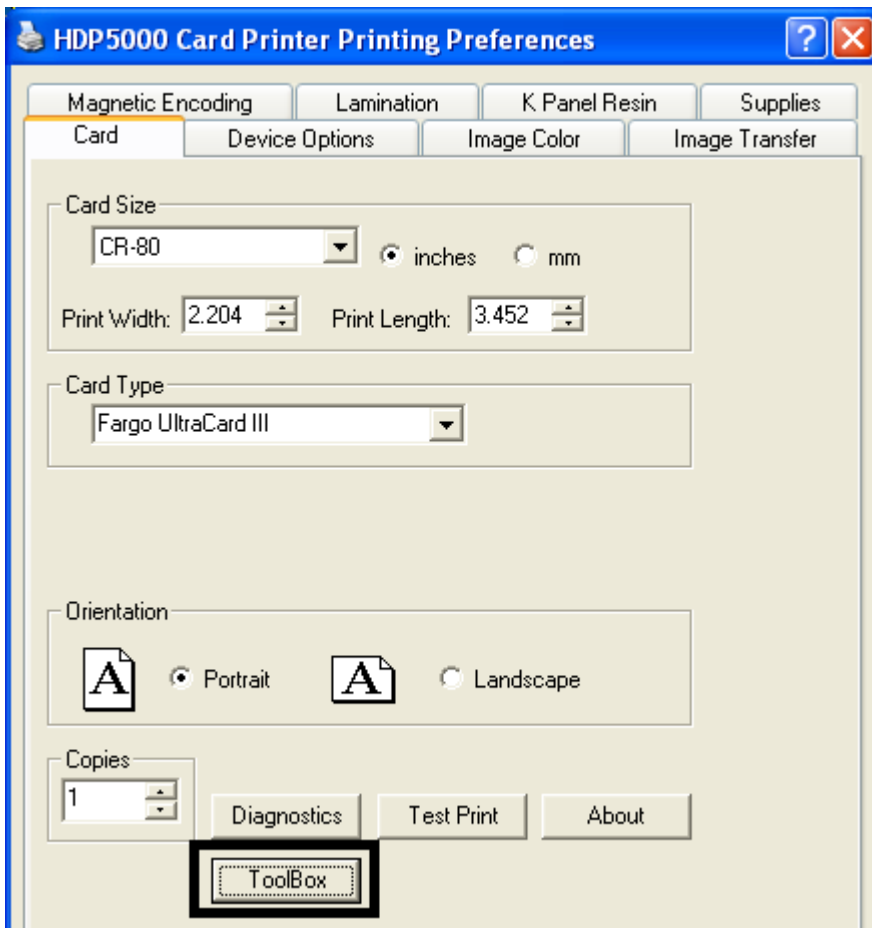 HDP5000 Card Printer Printing Preferences
Magnetic Encoding Lamination K Panel Resin Supplies
Card Device Options Image Color Image Transfer
Card Size
CR-80 inches mm
Print Width: 2.204 Print Length: 3.452
Card Type
Fargo UltraCard III
Orientation
A Portrait A Landscape
Copies
1
Diagnostics Test Print About
ToolBox